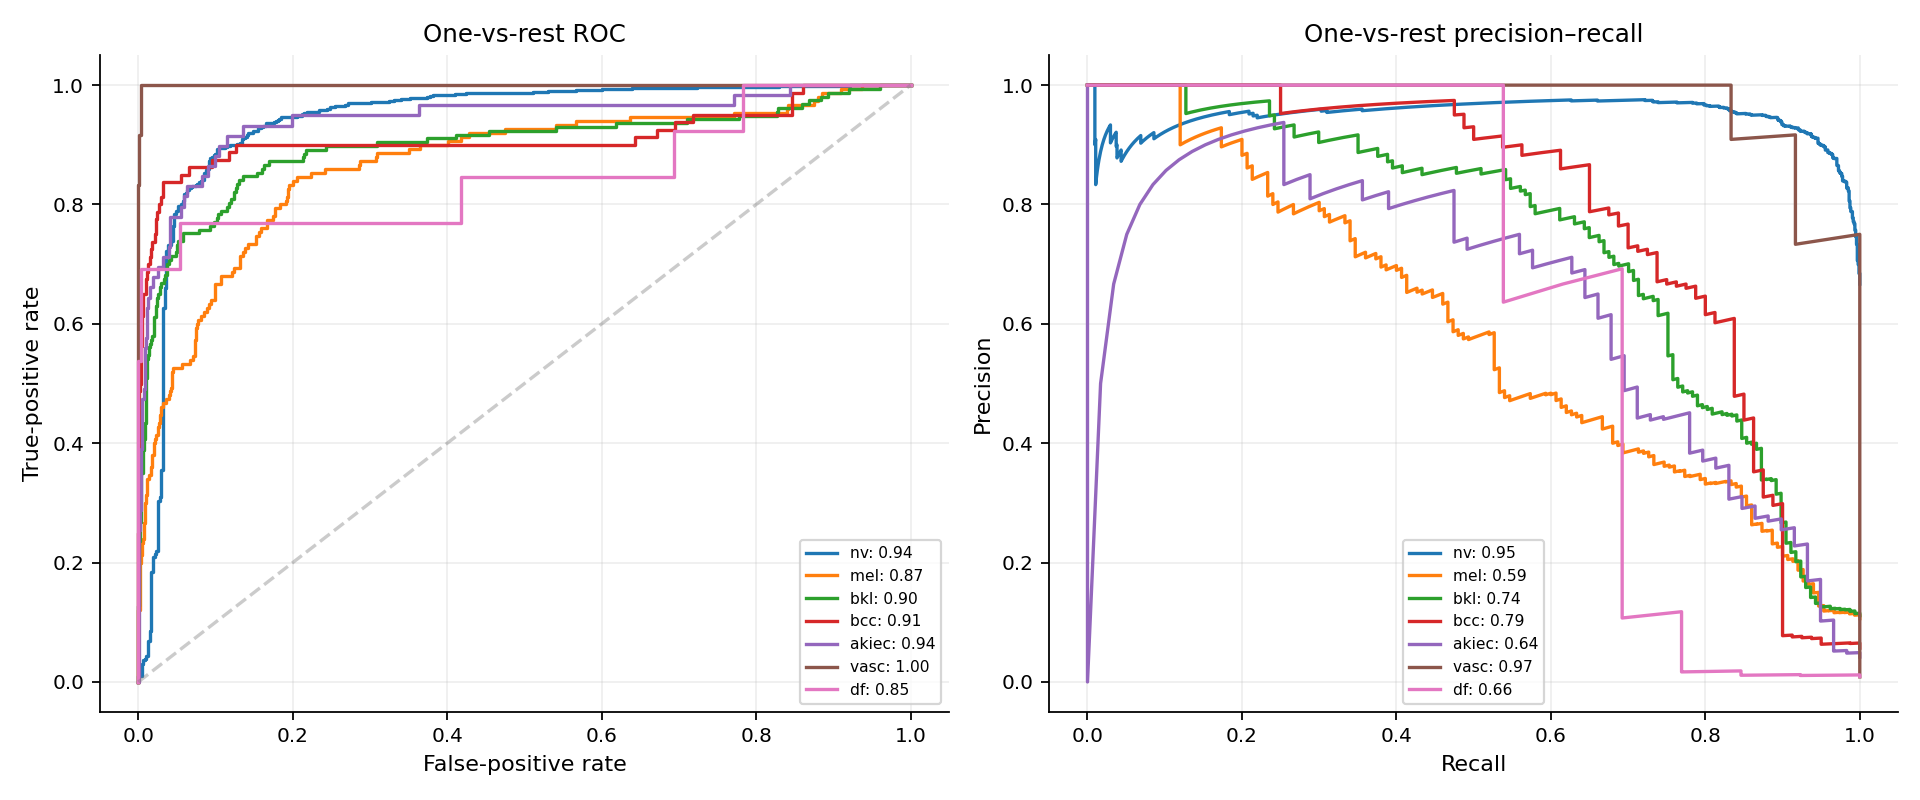 One-vs-rest ROC
True-positive rate
1.0
0.8
0.6
0.4
0.2
0.0
0.0 0.2 0.4 0.6 0.8 1.0
False-positive rate
nv: 0.94
mel: 0.87
bkl: 0.90
bcc: 0.91
akiec: 0.94
vasc: 1.00
df: 0.85
One-vs-rest precision–recall
Precision
1.0
0.8
0.6
0.4
0.2
0.0
0.0 0.2 0.4 0.6 0.8 1.0
Recall
nv: 0.95
mel: 0.59
bkl: 0.74
bcc: 0.79
akiec: 0.64
vasc: 0.97
df: 0.66